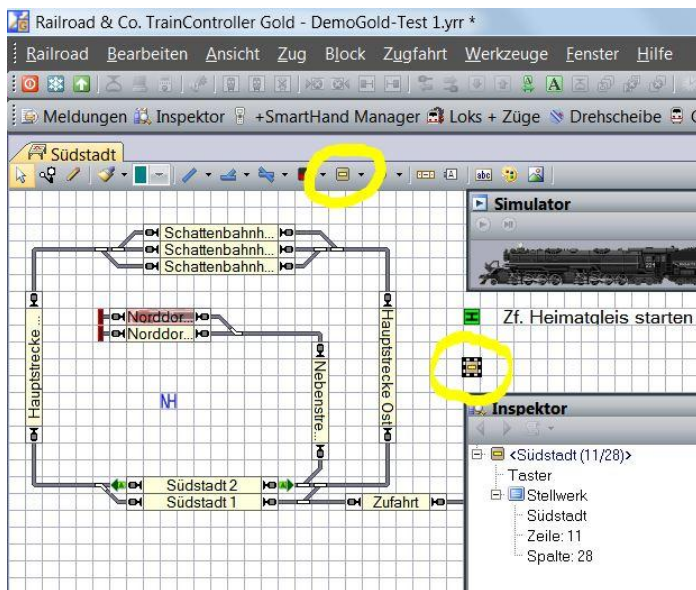 Railroad & Co. TrainController Gold - DemoGold-Test 1.yrr *
Railroad Bearbeiten Ansicht Zug Block Zugfahrt Werkzeuge Fenster Hilfe
A
Meldungen Inspektor +SmartHand Manager Loks + Züge Drehscheibe
Südstadt
A abc
Simulator
Schattenbahnh...
Schattenbahnh...
Schattenbahnh...
Zf. Heimatgleis starten
Norddor...
Norddor...
Hauptstrecke ...
Hauptstrecke Ost
Nebenstre...
NH
Inspektor
<Südstadt (11/28)>
Taster
Stellwerk
Südstadt
Zeile: 11
Spalte: 28
Südstadt 2
Südstadt 1
Zufahrt